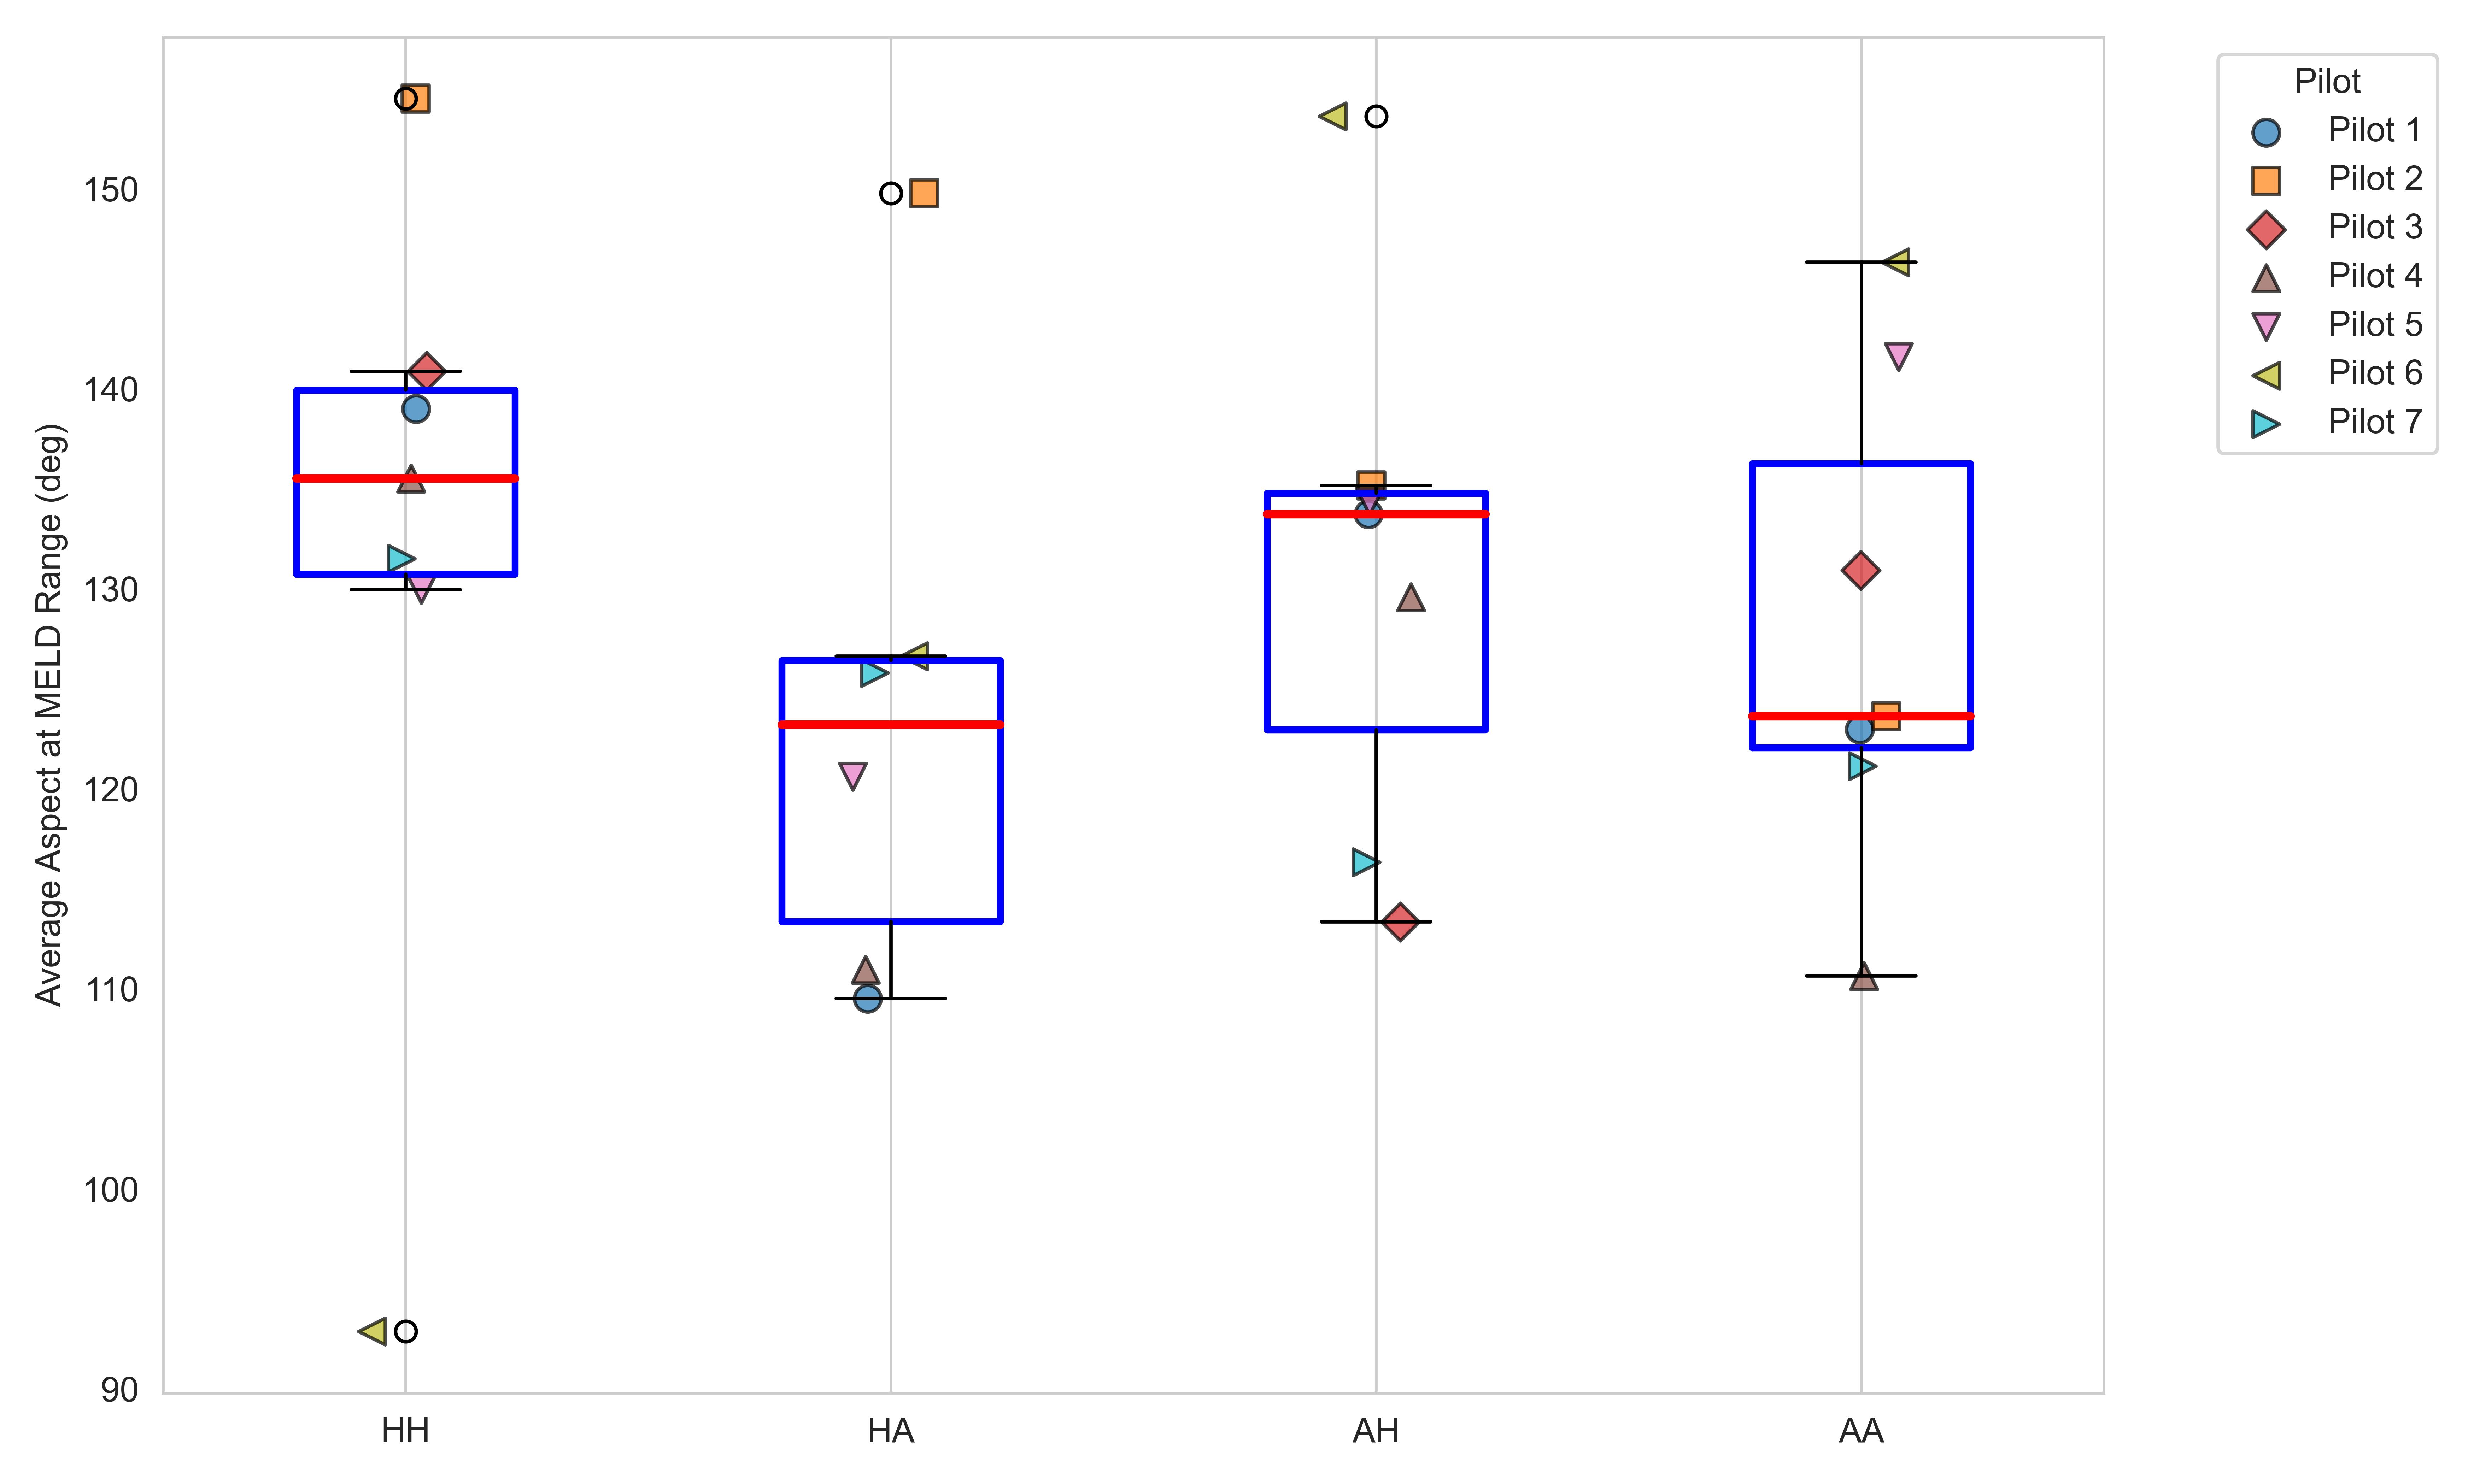 Average Aspect at MELD Range (deg)
150
140
130
120
110
100
90
HH
HA
AH
AA
Pilot
Pilot 1
Pilot 2
Pilot 3
Pilot 4
Pilot 5
Pilot 6
Pilot 7